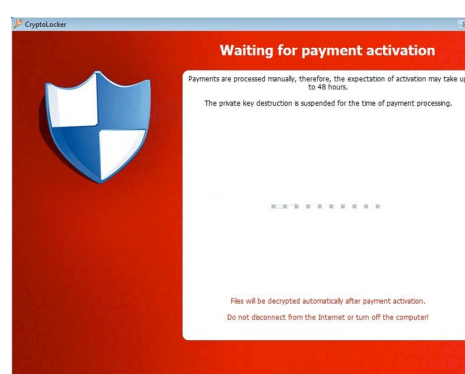 CryptoLocker
Waiting for payment activation
Payments are processed manually, therefore, the expectation of activation may take up
to 48 hours.
The private key destruction is suspended for the time of payment processing.
Files will be decrypted automatically after payment activation.
Do not disconnect from the Internet or turn off the computer!